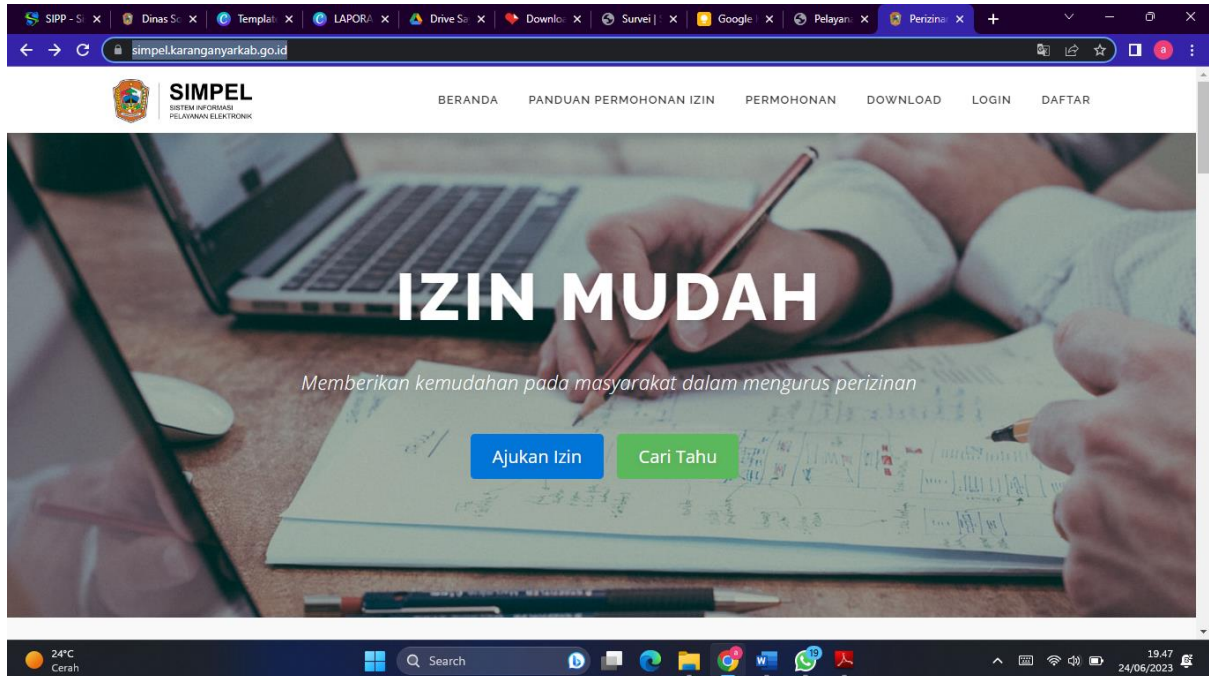 SIPP - Si
Dinas So
Templat
LAPORA
Drive Sa
Downloa
Survei |
Google
Pelayan
Perizina
simpel.karanganyarkab.go.id
a
SIMPEL
SISTEM INFORMASI
PELAYANAN ELEKTRONIK
BERANDA
PANDUAN PERMOHONAN IZIN
PERMOHONAN
DOWNLOAD
LOGIN
DAFTAR
IZIN MUDAH
Memberikan kemudahan pada masyarakat dalam mengurus perizinan
Ajukan Izin
Cari Tahu
24°C
Cerah
Search
19
19.47
24/06/2023